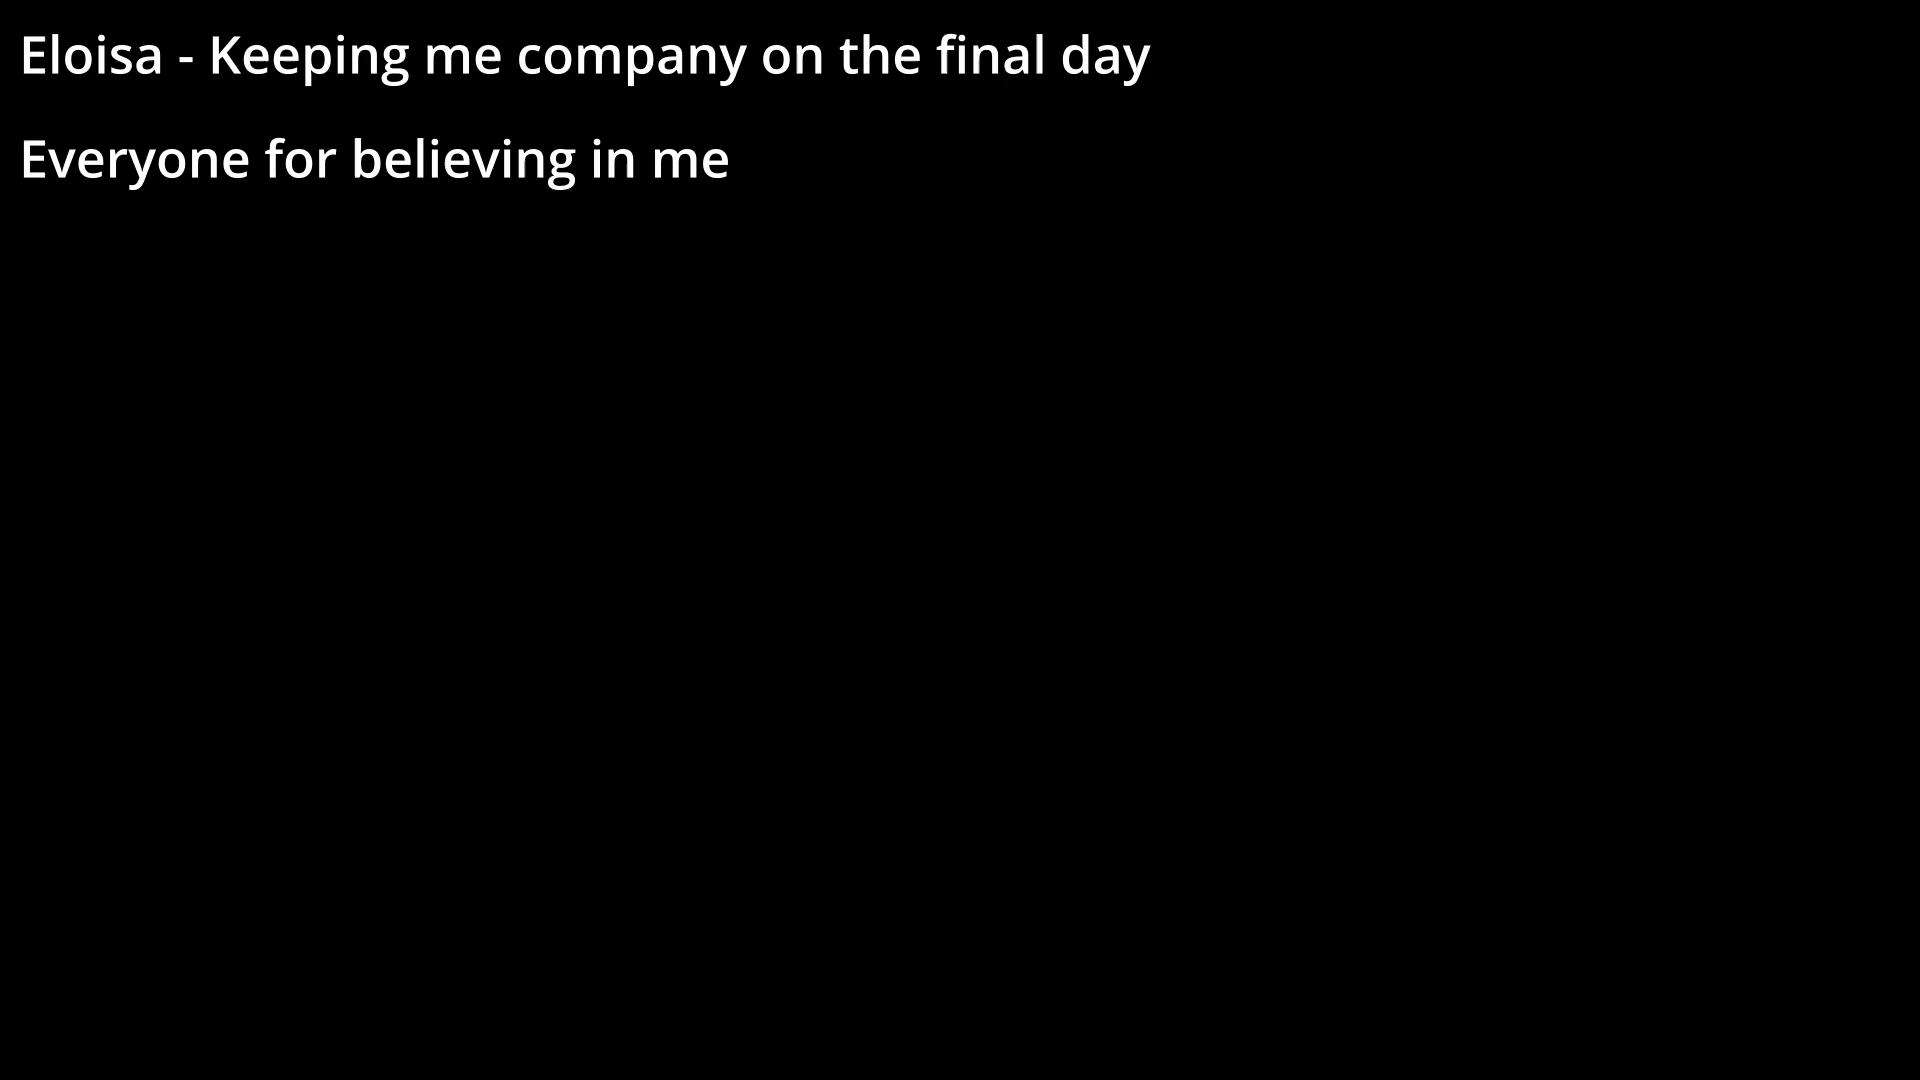 Eloisa - Keeping me company on the final day
Everyone for believing in me